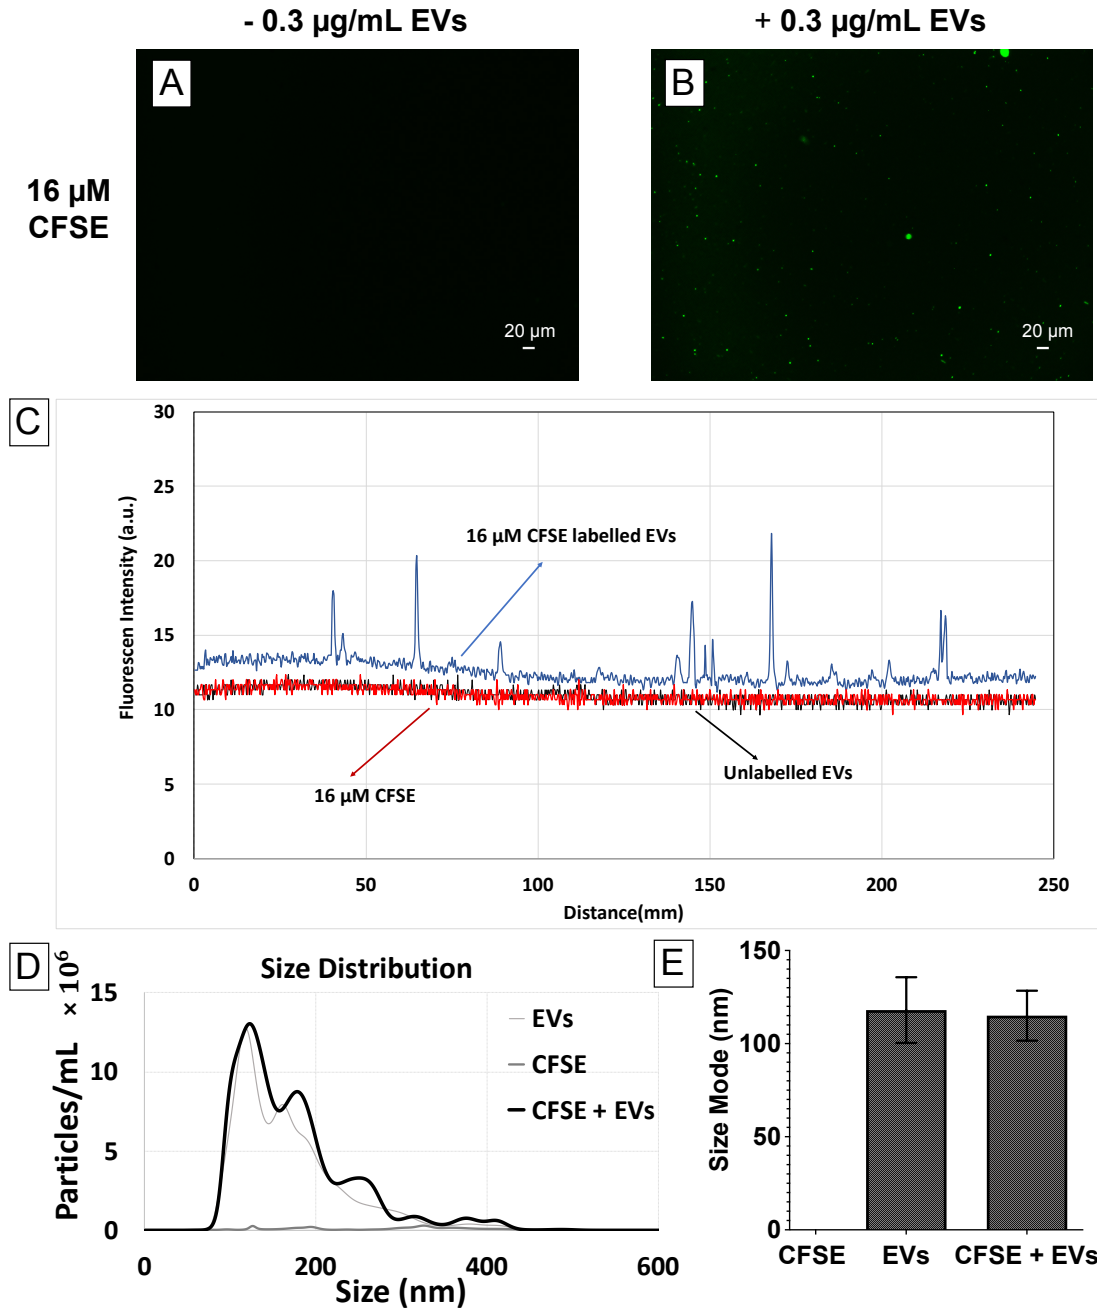 - 0.3 µg/mL EVs
+ 0.3 µg/mL EVs
16 µM
CFSE
A
20 µm
B
20 µm
C
30
25
20
15
10
5
0
Fluorescen Intensity (a.u.)
16 µM CFSE labelled EVs
16 µM CFSE
Unlabelled EVs
0
50
100
150
200
250
Distance(mm)
D
Size Distribution
Particles/mL × 10⁶
15
10
5
0
EVs
CFSE
CFSE + EVs
0
200
400
600
Size (nm)
E
Size Mode (nm)
150
100
50
0
CFSE
EVs
CFSE + EVs